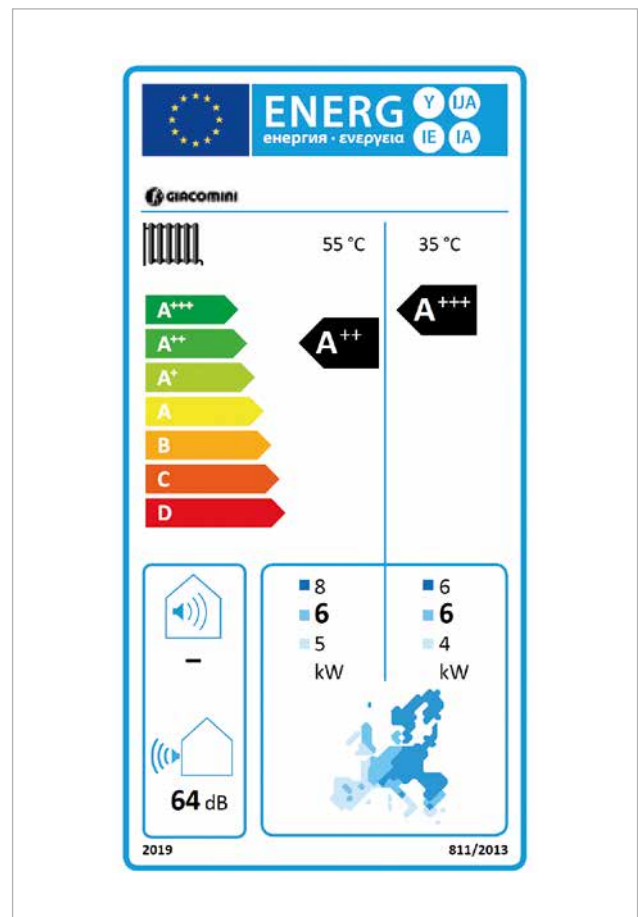 ENERG Y IJA
енергия · ενεργεια IE IA
GIACOMINI
55 °C 35 °C
A+++
A+++
A++
A++
A+
A
B
C
D
8 6
6 6
5 4
kW kW
–
64 dB
2019 811/2013